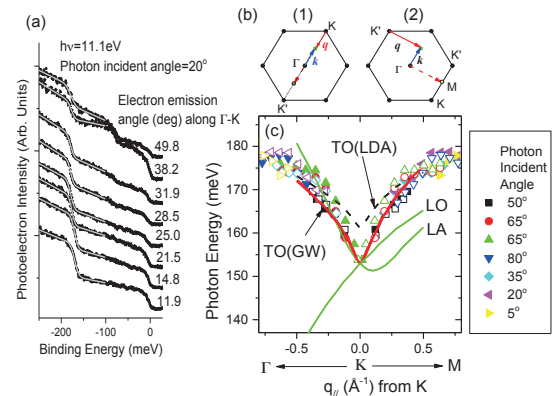 (a)
hν=11.1eV
Photon incident angle=20°
Electron emission
angle (deg) along Γ-K
49.8
38.2
31.9
28.5
25.0
21.5
14.8
11.9
Photoelectron Intensity (Arb. Units)
-200
-100
0
Binding Energy (meV)
(b)
(1)
K
q
k
Γ
K'
(2)
K'
q
k
K'
Γ
M
K
(c)
TO(LDA)
TO(GW)
LO
LA
Phonon Energy (meV)
180
170
160
150
140
-0.5
0.0
0.5
Γ
K
M
q// (Å-1) from K
Photon
Incident
Angle
50°
65°
65°
80°
35°
20°
5°